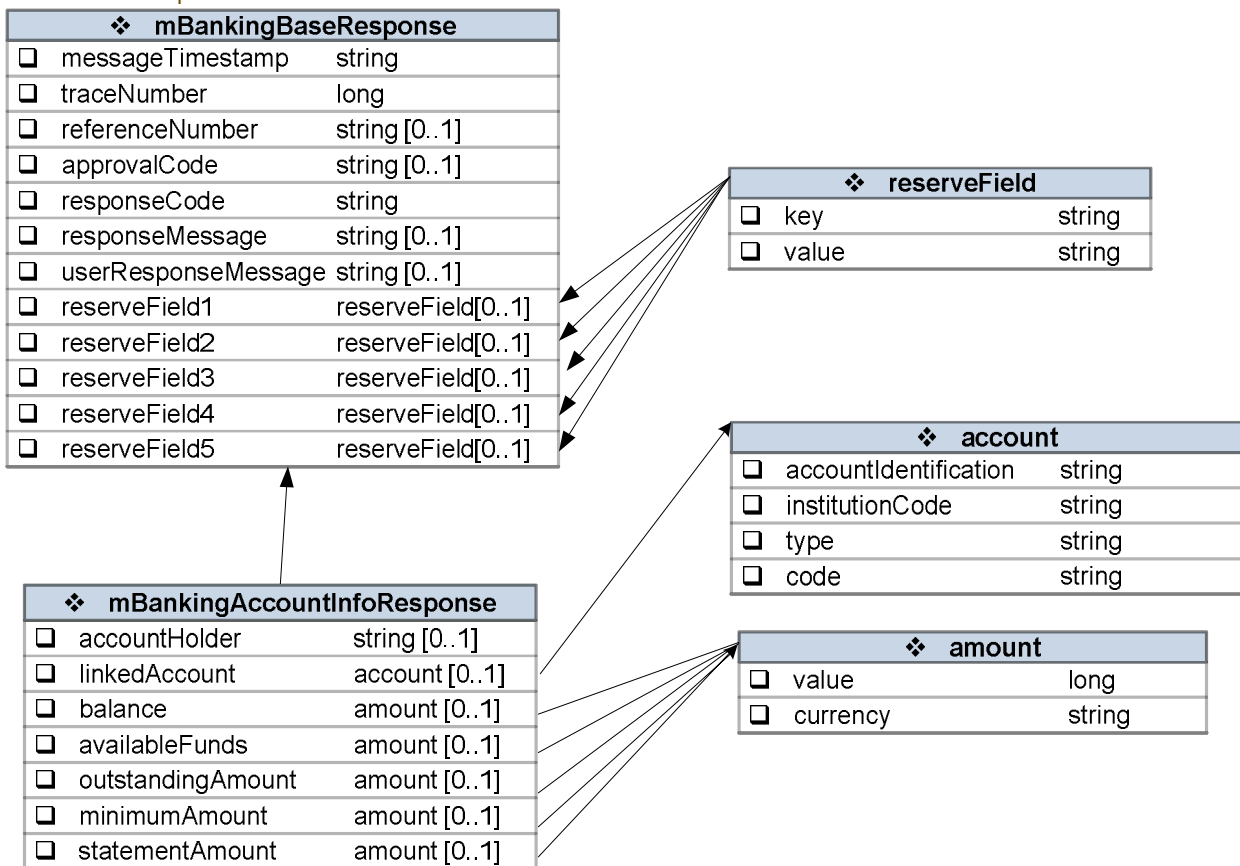 mBankingBaseResponse
messageTimestamp string
traceNumber long
referenceNumber string [0..1]
approvalCode string [0..1]
responseCode string
responseMessage string [0..1]
userResponseMessage string [0..1]
reserveField1 reserveField[0..1]
reserveField2 reserveField[0..1]
reserveField3 reserveField[0..1]
reserveField4 reserveField[0..1]
reserveField5 reserveField[0..1]
reserveField
key string
value string
account
accountIdentification string
institutionCode string
type string
code string
mBankingAccountInfoResponse
accountHolder string [0..1]
linkedAccount account [0..1]
balance amount [0..1]
availableFunds amount [0..1]
outstandingAmount amount [0..1]
minimumAmount amount [0..1]
statementAmount amount [0..1]
amount
value long
currency string